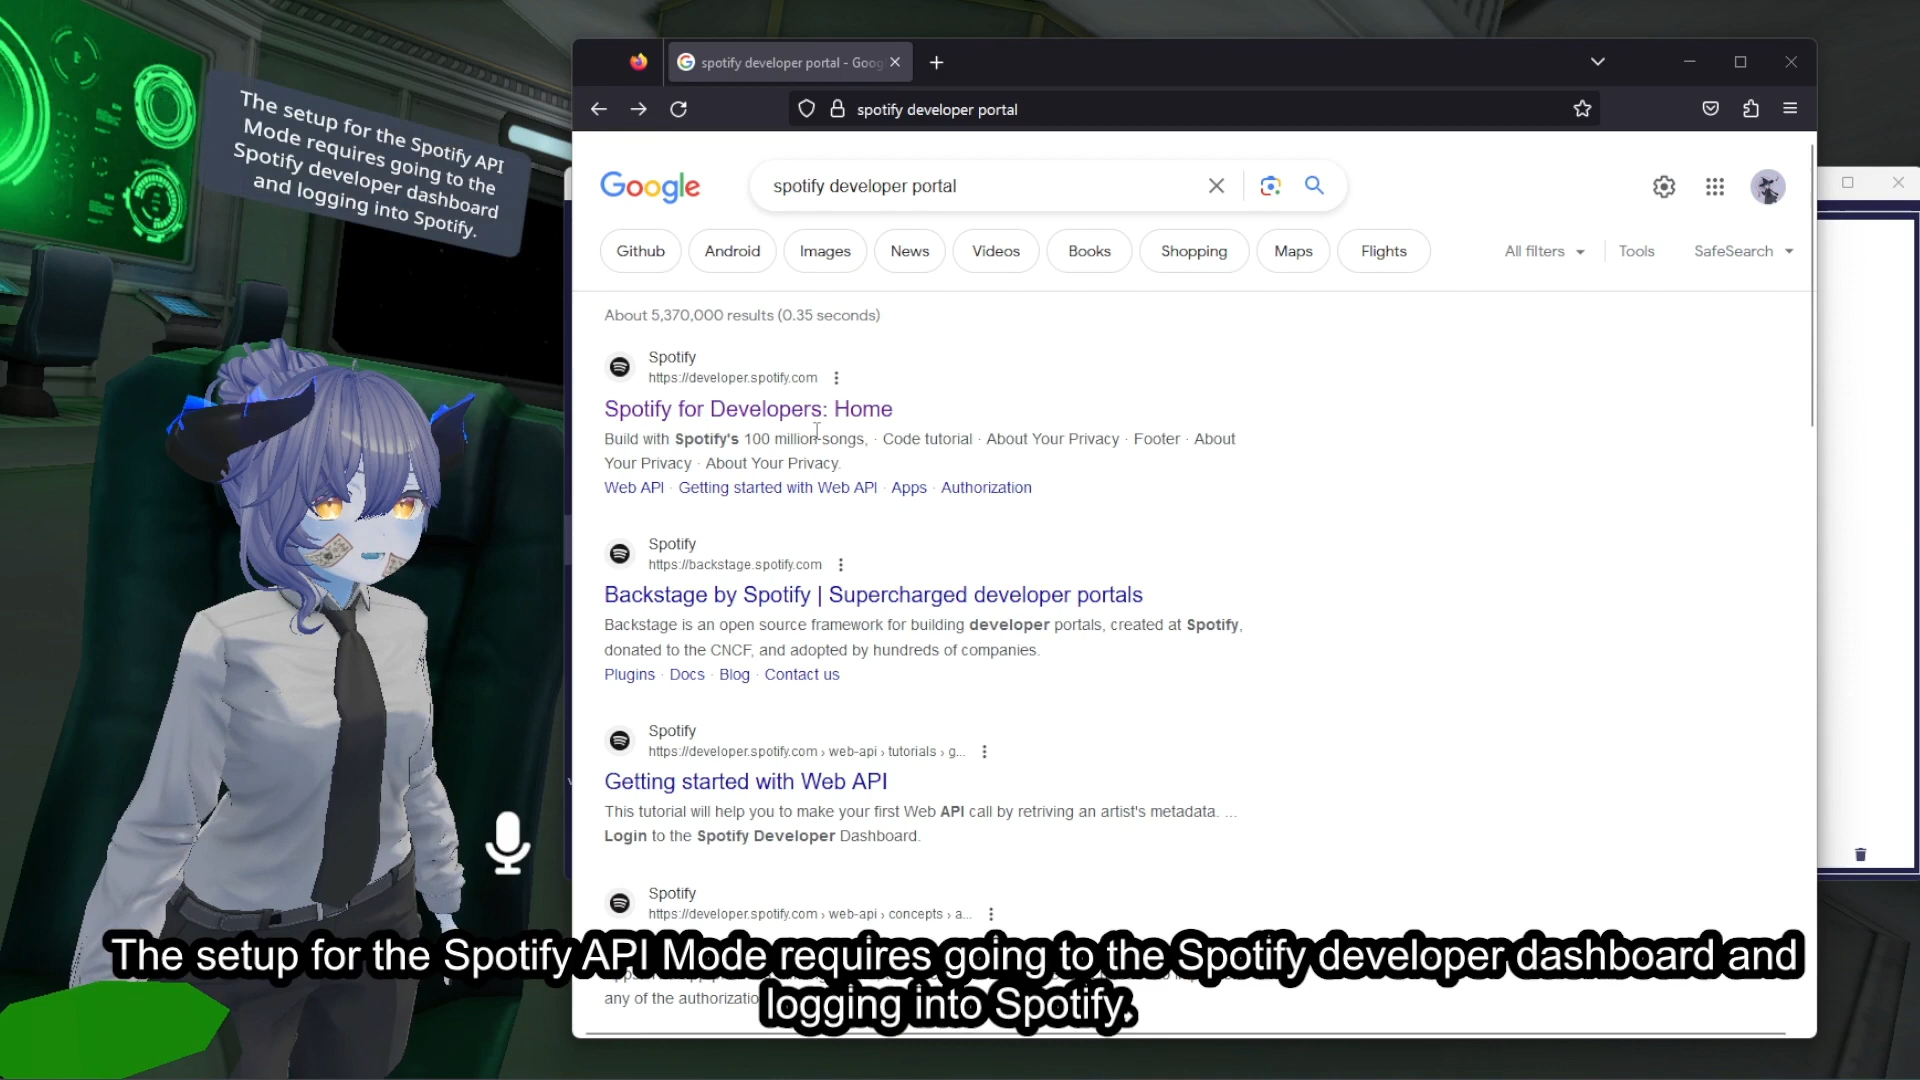 The setup for the Spotify API
Mode requires going to the
Spotify developer dashboard
and logging into Spotify.
spotify developer portal - Goog
spotify developer portal
Google
spotify developer portal
Github
Android
Images
News
Videos
Books
Shopping
Maps
Flights
All filters
Tools
SafeSearch
About 5,370,000 results (0.35 seconds)
Spotify
https://developer.spotify.com
Spotify for Developers: Home
Build with Spotify's 100 million songs, · Code tutorial · About Your Privacy · Footer · About
Your Privacy · About Your Privacy.
Web API · Getting started with Web API · Apps · Authorization
Spotify
https://backstage.spotify.com
Backstage by Spotify | Supercharged developer portals
Backstage is an open source framework for building developer portals, created at Spotify,
donated to the CNCF, and adopted by hundreds of companies.
Plugins · Docs · Blog · Contact us
Spotify
https://developer.spotify.com › web-api › tutorials › g...
Getting started with Web API
This tutorial will help you to make your first Web API call by retriving an artist's metadata. ...
Login to the Spotify Developer Dashboard.
Spotify
https://developer.spotify.com › web-api › concepts › a...
The setup for the Spotify API Mode requires going to the Spotify developer dashboard and
logging into Spotify.
any of the